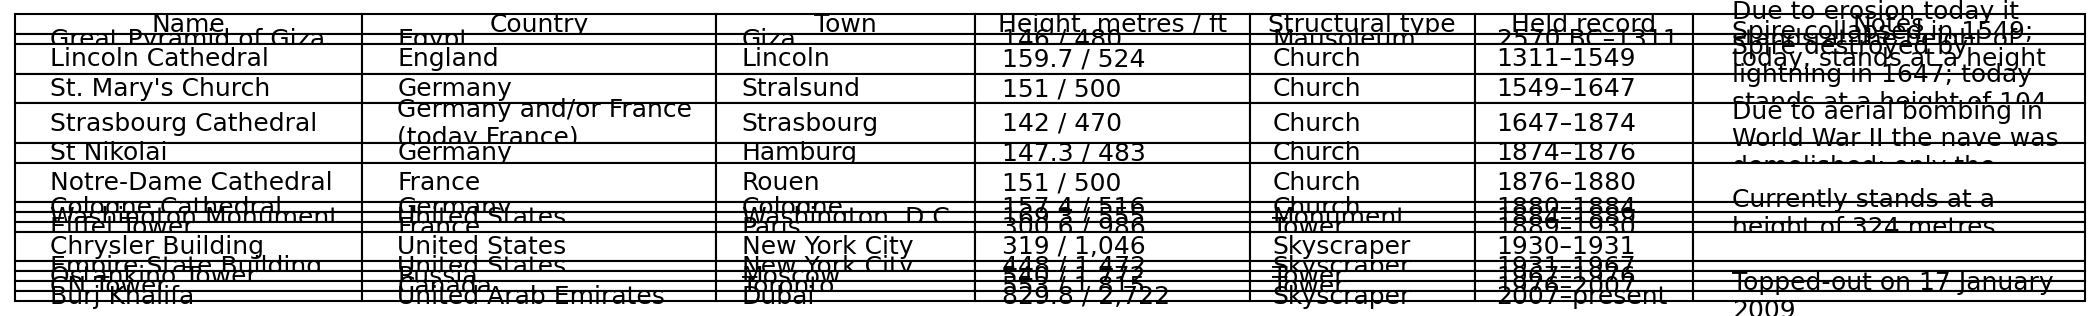 Name Country Town Height, metres / ft Structural type Held record Notes
Great Pyramid of Giza Egypt Giza 146 / 480 Mausoleum 2570 BC–1311 Due to erosion today it
Lincoln Cathedral England Lincoln 159.7 / 524 Church 1311–1549 Spire collapsed in 1549;
today, stands at a height
St. Mary's Church Germany Stralsund 151 / 500 Church 1549–1647 Spire destroyed by
lightning in 1647; today
stands at a height of 104
Strasbourg Cathedral Germany and/or France
(today France) Strasbourg 142 / 470 Church 1647–1874
St Nikolai Germany Hamburg 147.3 / 483 Church 1874–1876 Due to aerial bombing in
World War II the nave was
demolished; only the
Notre-Dame Cathedral France Rouen 151 / 500 Church 1876–1880
Cologne Cathedral Germany Cologne 157.4 / 516 Church 1880–1884
Washington Monument United States Washington, D.C. 169.3 / 555 Monument 1884–1889
Eiffel Tower France Paris 300.6 / 986 Tower 1889–1930 Currently stands at a
height of 324 metres
Chrysler Building United States New York City 319 / 1,046 Skyscraper 1930–1931
Empire State Building United States New York City 448 / 1,472 Skyscraper 1931–1967
Ostankino Tower Russia Moscow 540 / 1,772 Tower 1967–1976
CN Tower Canada Toronto 553 / 1,815 Tower 1976–2007
Burj Khalifa United Arab Emirates Dubai 829.8 / 2,722 Skyscraper 2007–present Topped-out on 17 January
2009